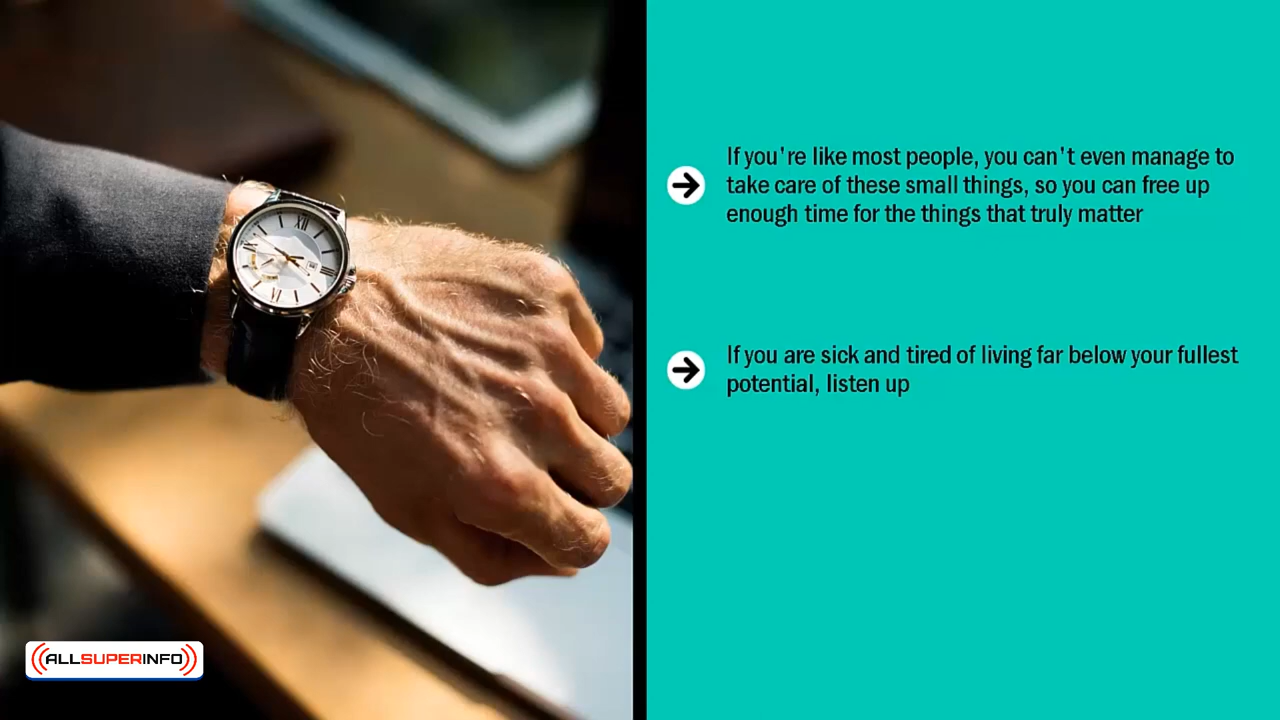 If you're like most people, you can't even manage to
take care of these small things, so you can free up
enough time for the things that truly matter
If you are sick and tired of living far below your fullest
potential, listen up
ALLSUPERINFO